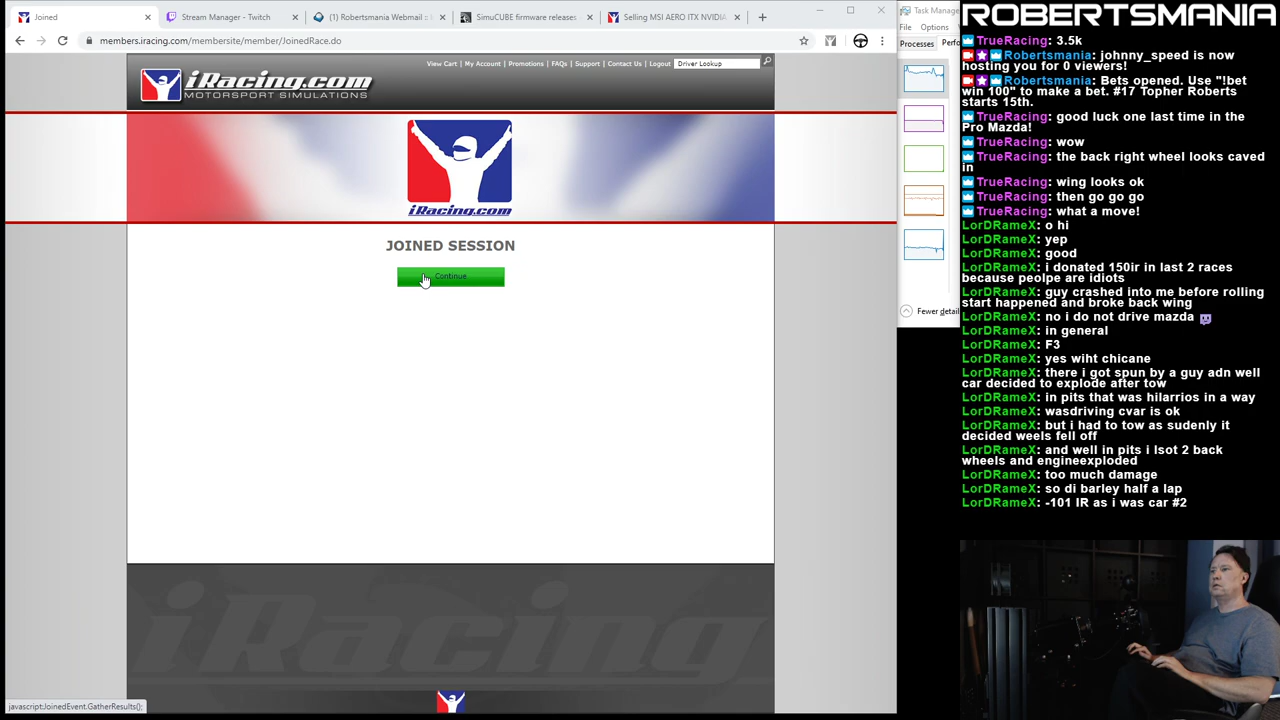 Joined
Stream Manager - Twitch
(1) Robertsmania Webmail ::
SimuCUBE firmware releases
Selling MSI AERO ITX NVIDIA
members.iracing.com/membersite/member/JoinedRace.do
View Cart | My Account | Promotions | FAQs | Support | Contact Us | Logout
Driver Lookup
iRacing.com
MOTORSPORT SIMULATIONS
iRacing.com
JOINED SESSION
Continue
iRacing
javascript:JoinedEvent.GatherResults();
Task Manage
File Options
Processes
Perfo
Fewer detail
ROBERTSMANIA
TrueRacing: 3.5k
Robertsmania: johnny_speed is now
hosting you for 0 viewers!
Robertsmania: Bets opened. Use "!bet
win 100" to make a bet. #17 Topher Roberts
starts 15th.
TrueRacing: good luck one last time in the
Pro Mazda!
TrueRacing: wow
TrueRacing: the back right wheel looks caved
in
TrueRacing: wing looks ok
TrueRacing: then go go go
TrueRacing: what a move!
LorDRameX: o hi
LorDRameX: yep
LorDRameX: good
LorDRameX: i donated 150ir in last 2 races
because peolpe are idiots
LorDRameX: guy crashed into me before rolling
start happened and broke back wing
LorDRameX: no i do not drive mazda
LorDRameX: in general
LorDRameX: F3
LorDRameX: yes wiht chicane
LorDRameX: there i got spun by a guy adn well
car decided to explode after tow
LorDRameX: in pits that was hilarrios in a way
LorDRameX: wasdriving cvar is ok
LorDRameX: but i had to tow as sudenly it
decided weels fell off
LorDRameX: and well in pits i lsot 2 back
wheels and engineexploded
LorDRameX: too much damage
LorDRameX: so di barley half a lap
LorDRameX: -101 IR as i was car #2